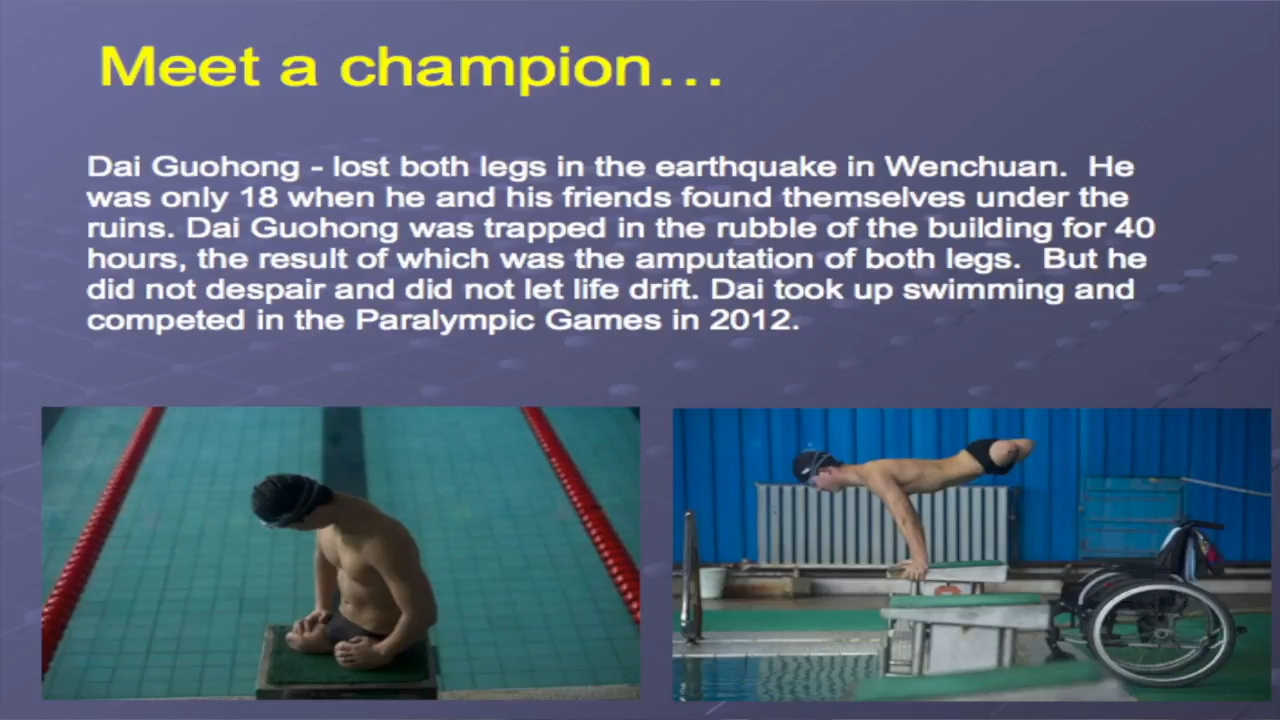 Meet a champion…
Dai Guohong - lost both legs in the earthquake in Wenchuan.  He
was only 18 when he and his friends found themselves under the
ruins. Dai Guohong was trapped in the rubble of the building for 40
hours, the result of which was the amputation of both legs.  But he
did not despair and did not let life drift. Dai took up swimming and
competed in the Paralympic Games in 2012.